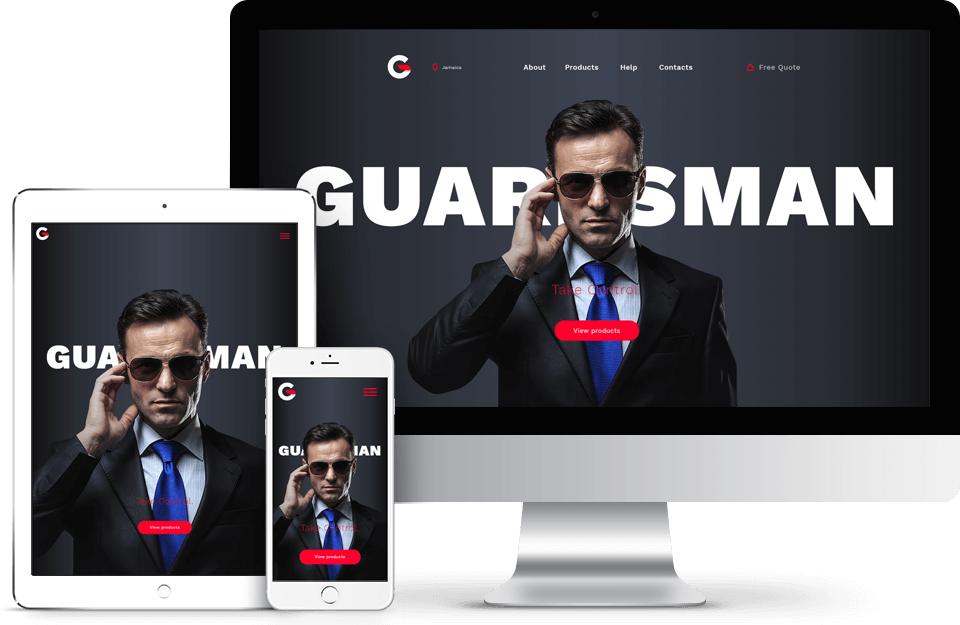 Jamaica
About Products Help Contacts
Free Quote
GUARDSMAN
Take Control.
View products
GUARDSMAN
Take Control.
View products
GUARDSMAN
Take Control.
View products